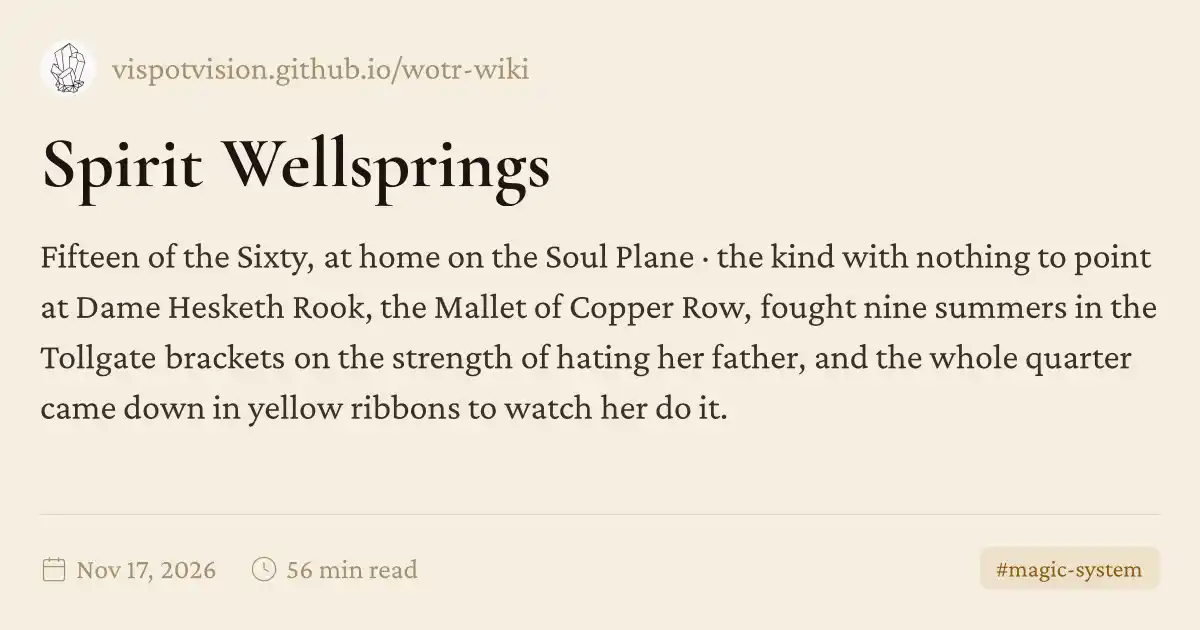 vispotvision.github.io/wotr-wiki
Spirit Wellsprings
Fifteen of the Sixty, at home on the Soul Plane · the kind with nothing to point
at Dame Hesketh Rook, the Mallet of Copper Row, fought nine summers in the
Tollgate brackets on the strength of hating her father, and the whole quarter
came down in yellow ribbons to watch her do it.
Nov 17, 2026
56 min read
#magic-system